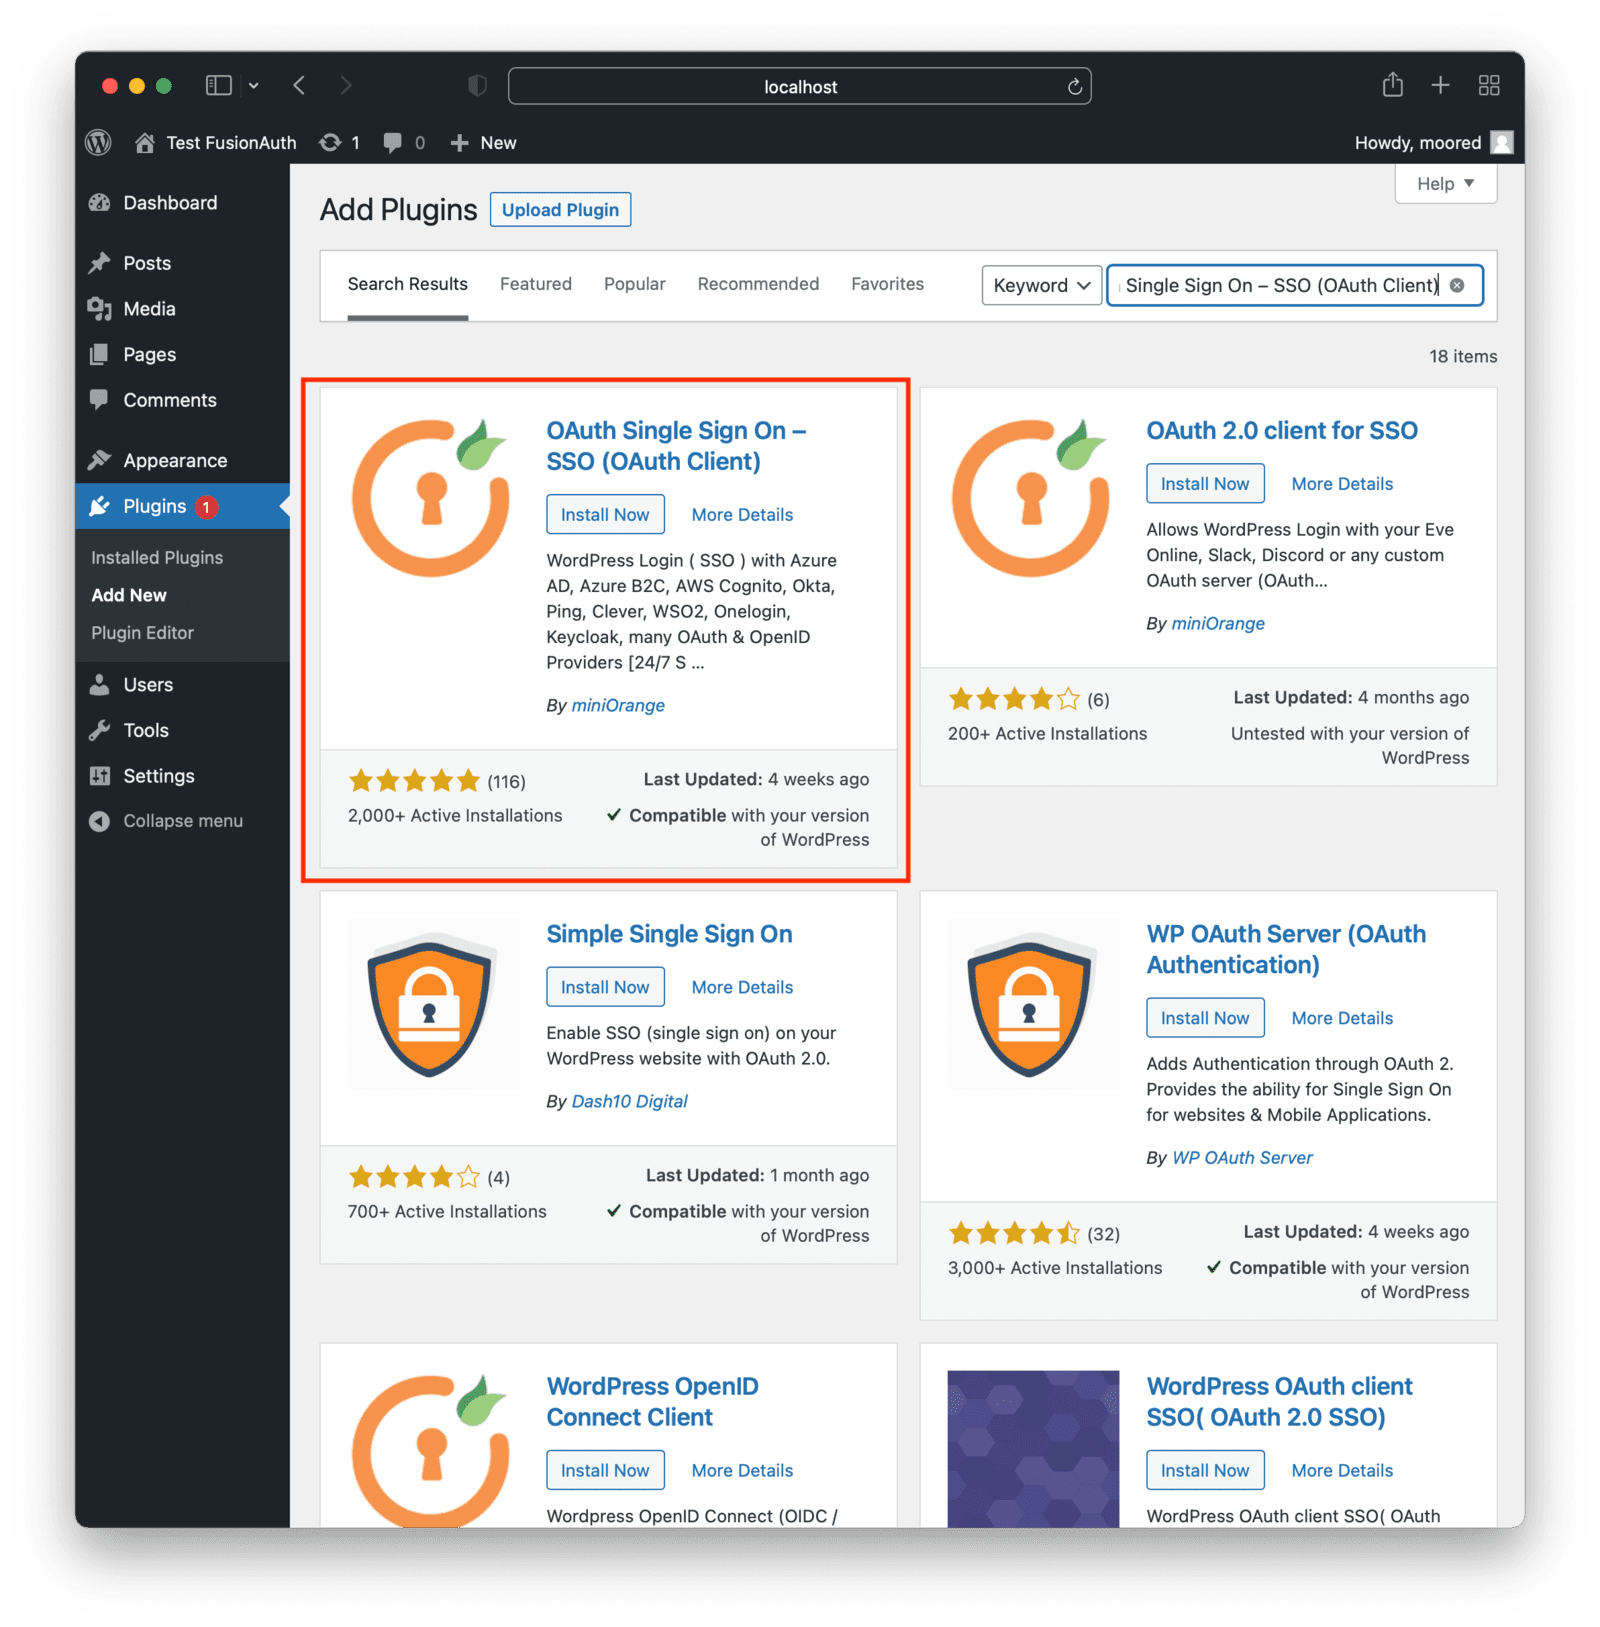 localhost
Test FusionAuth 1 0 New Howdy, moored
Help
Dashboard
Posts
Media
Pages
Comments
Appearance
Plugins 1
Installed Plugins
Add New
Plugin Editor
Users
Tools
Settings
Collapse menu
Add Plugins Upload Plugin
Search Results Featured Popular Recommended Favorites Keyword Single Sign On – SSO (OAuth Client)
18 items
OAuth Single Sign On –
SSO (OAuth Client)
Install Now More Details
WordPress Login ( SSO ) with Azure
AD, Azure B2C, AWS Cognito, Okta,
Ping, Clever, WSO2, Onelogin,
Keycloak, many OAuth & OpenID
Providers [24/7 S ...
By miniOrange
(116) Last Updated: 4 weeks ago
2,000+ Active Installations Compatible with your version
of WordPress
OAuth 2.0 client for SSO
Install Now More Details
Allows WordPress Login with your Eve
Online, Slack, Discord or any custom
OAuth server (OAuth...
By miniOrange
(6) Last Updated: 4 months ago
200+ Active Installations Untested with your version of
WordPress
Simple Single Sign On
Install Now More Details
Enable SSO (single sign on) on your
WordPress website with OAuth 2.0.
By Dash10 Digital
(4) Last Updated: 1 month ago
700+ Active Installations Compatible with your version
of WordPress
WP OAuth Server (OAuth
Authentication)
Install Now More Details
Adds Authentication through OAuth 2.
Provides the ability for Single Sign On
for websites & Mobile Applications.
By WP OAuth Server
(32) Last Updated: 4 weeks ago
3,000+ Active Installations Compatible with your version
of WordPress
WordPress OpenID
Connect Client
Install Now More Details
Wordpress OpenID Connect (OIDC /
WordPress OAuth client
SSO( OAuth 2.0 SSO)
Install Now More Details
WordPress OAuth client SSO( OAuth